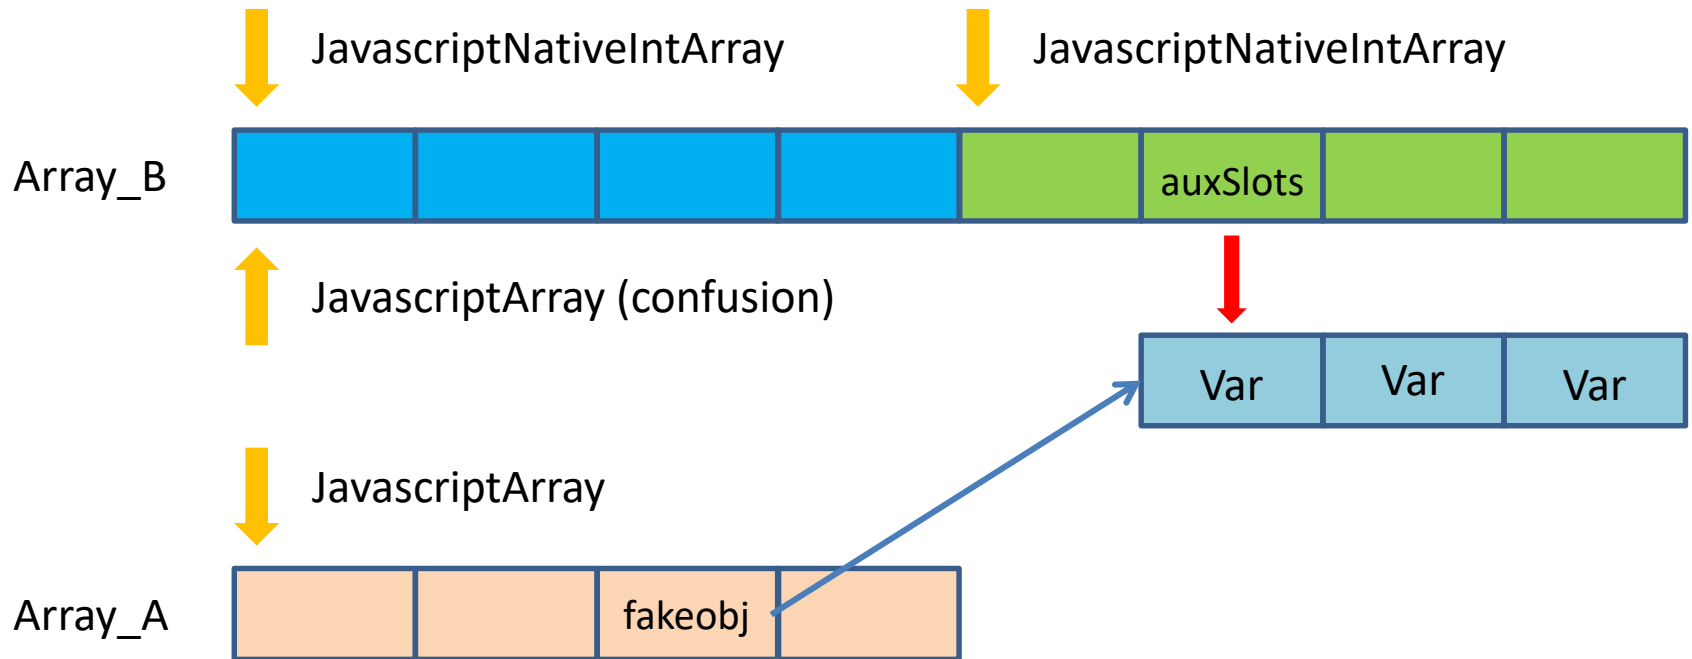 JavascriptNativeIntArray
JavascriptNativeIntArray
Array_B
auxSlots
JavascriptArray (confusion)
Var
Var
Var
JavascriptArray
Array_A
fakeobj